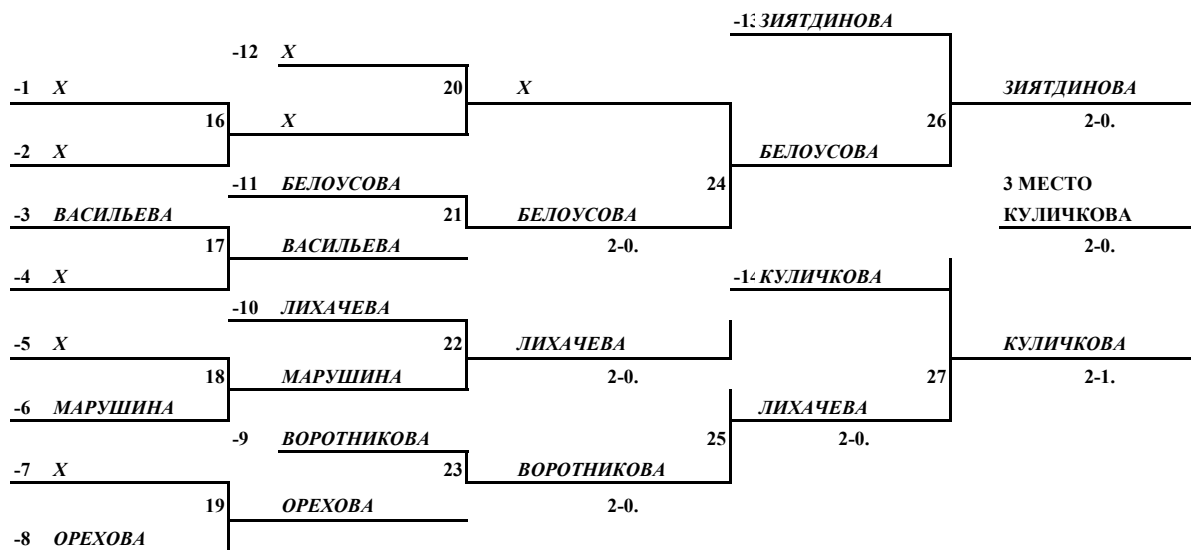 -13 ЗИЯТДИНОВА
-12 Х
-1 Х
20 Х
ЗИЯТДИНОВА
16 Х
26 2-0.
-2 Х
БЕЛОУСОВА
-11 БЕЛОУСОВА
24
3 МЕСТО
-3 ВАСИЛЬЕВА
21 БЕЛОУСОВА
КУЛИЧКОВА
17 ВАСИЛЬЕВА
2-0.
2-0.
-4 Х
-14 КУЛИЧКОВА
-10 ЛИХАЧЕВА
-5 Х
22 ЛИХАЧЕВА
КУЛИЧКОВА
18 МАРУШИНА
2-0.
27 2-1.
-6 МАРУШИНА
ЛИХАЧЕВА
-9 ВОРОТНИКОВА
25 2-0.
-7 Х
23 ВОРОТНИКОВА
19 ОРЕХОВА
2-0.
-8 ОРЕХОВА